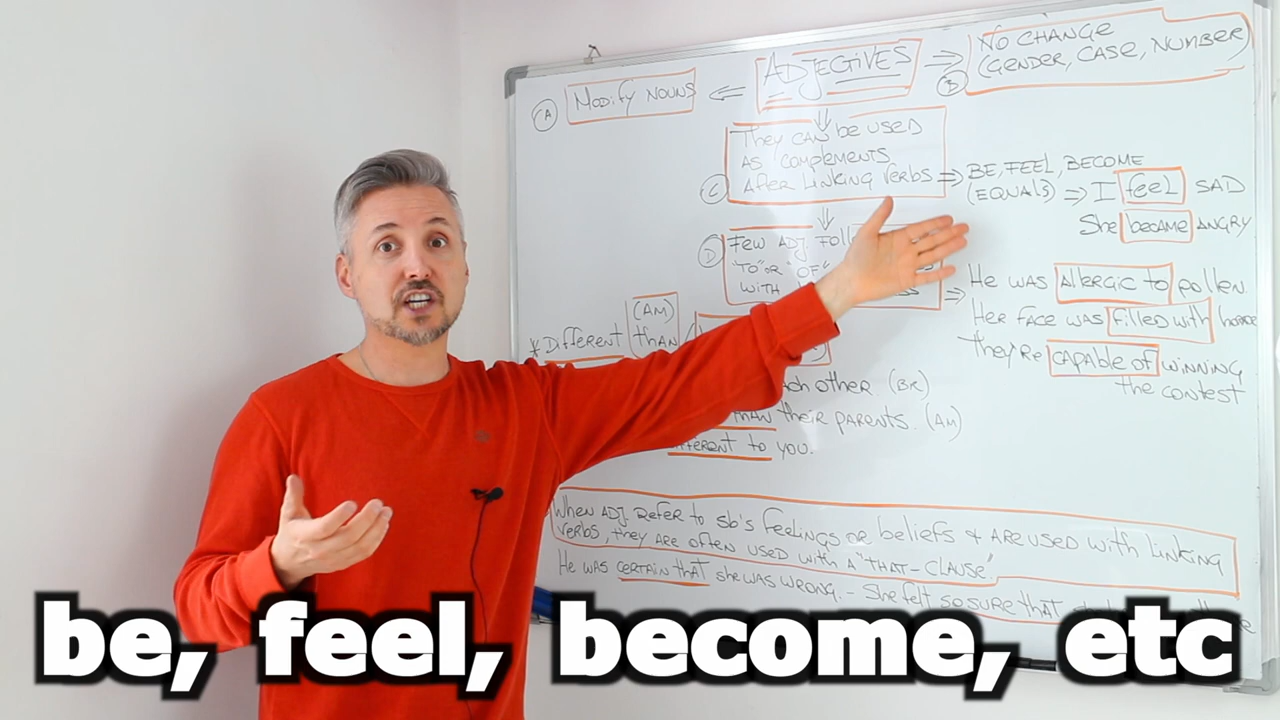 ADJECTIVES
NO CHANGE
(GENDER, CASE, NUMBER)
B
A
MODIFY NOUNS
C
They can be used
as complements
after linking verbs
BE, FEEL, BECOME
(EQUALS) ⇒ I feel SAD
She became ANGRY
D
Few adj.
"TO" or "OF"
WITH
He was allergic to pollen
Her face was filled with
They're capable of winning
the contest
(AM)
*Different than
each other. (BR)
than their parents. (AM)
different to you.
When adj. refer to sb's feelings or beliefs & are used with linking
verbs, they are often used with a "THAT-CLAUSE".
He was certain that she was wrong. - She felt so sure that
be, feel, become, etc